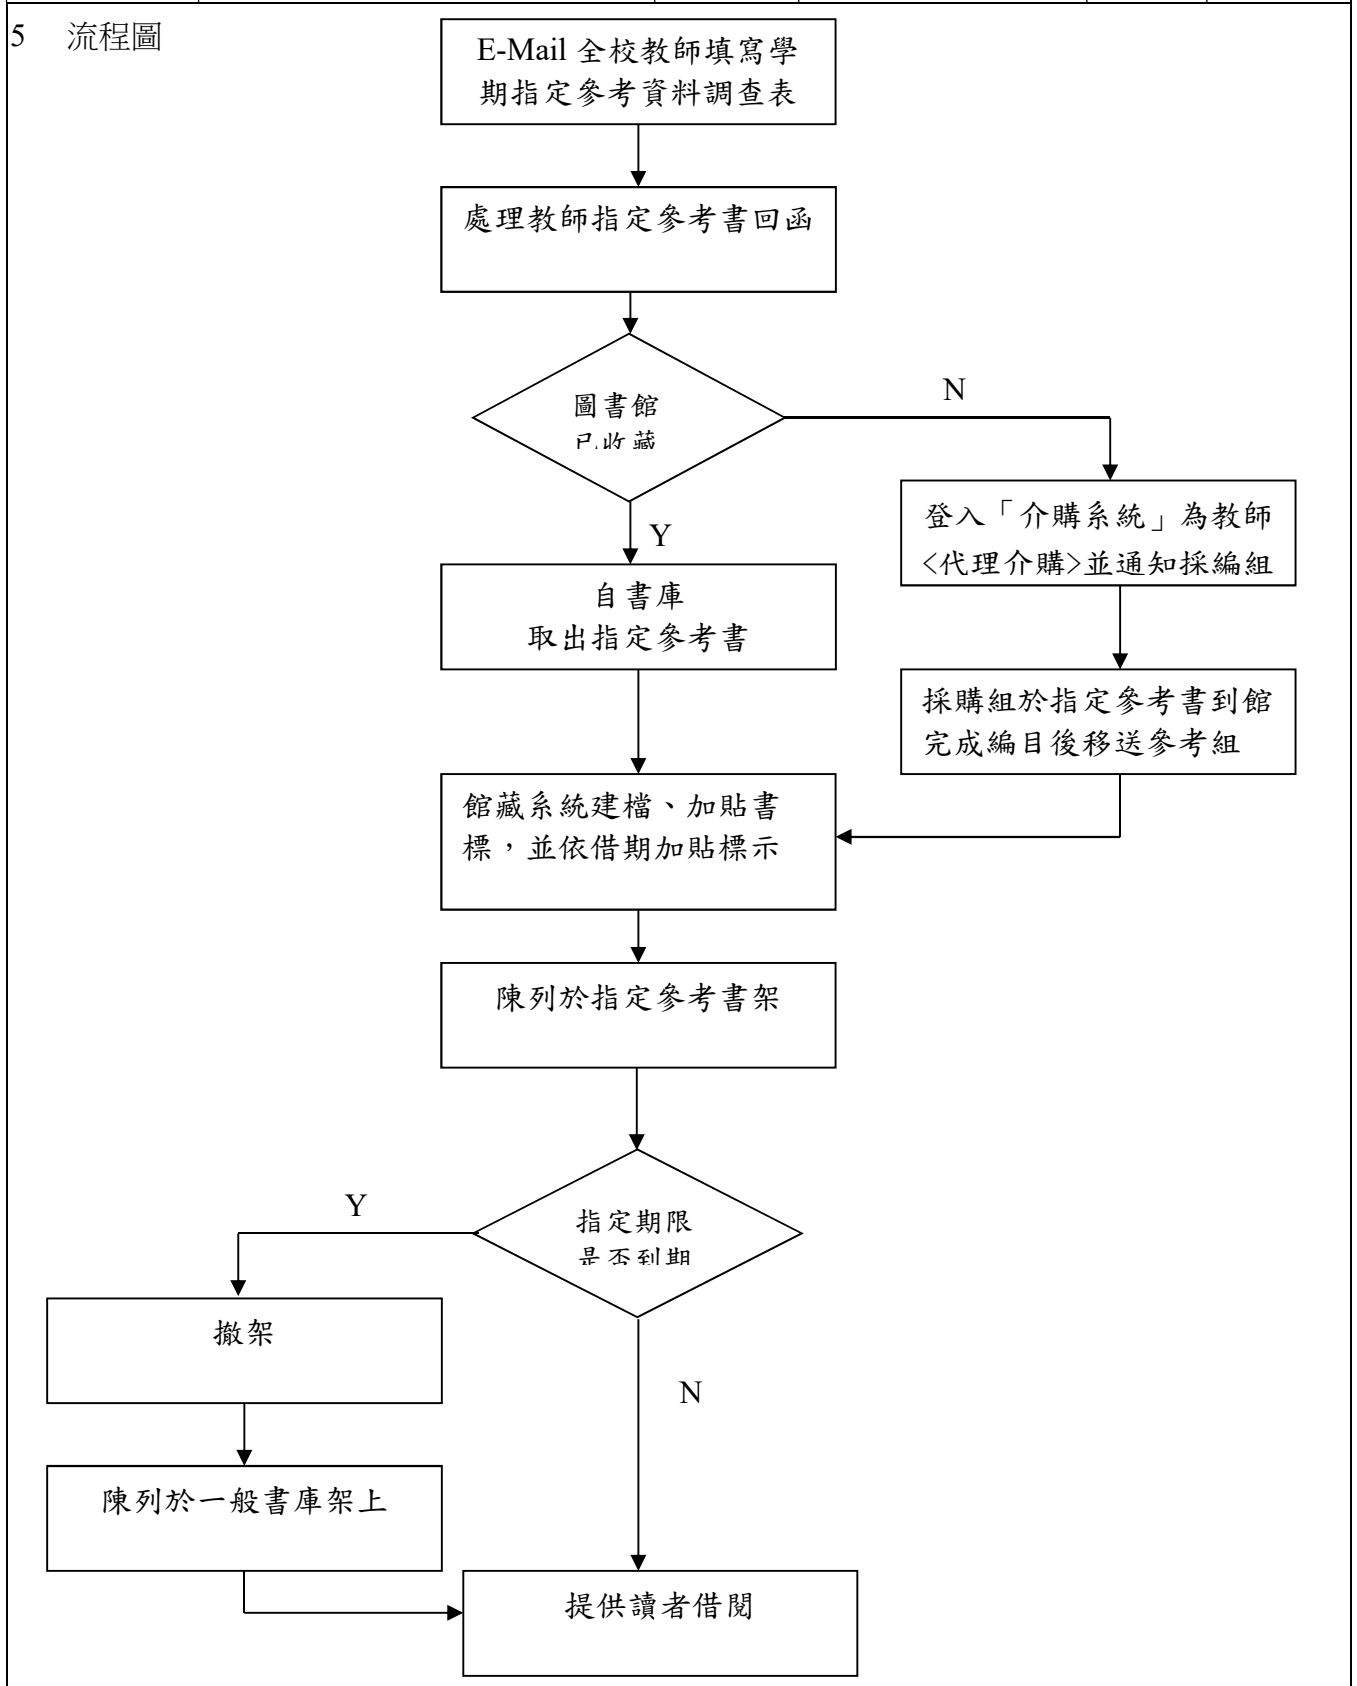 5 流程圖
E-Mail 全校教師填寫學
期指定參考資料調查表
處理教師指定參考書回函
圖書館
已收藏
N
Y
登入「介購系統」為教師
<代理介購>並通知採編組
自書庫
取出指定參考書
採購組於指定參考書到館
完成編目後移送參考組
館藏系統建檔、加貼書
標，並依借期加貼標示
陳列於指定參考書架
指定期限
是否到期
Y
N
撤架
陳列於一般書庫架上
提供讀者借閱